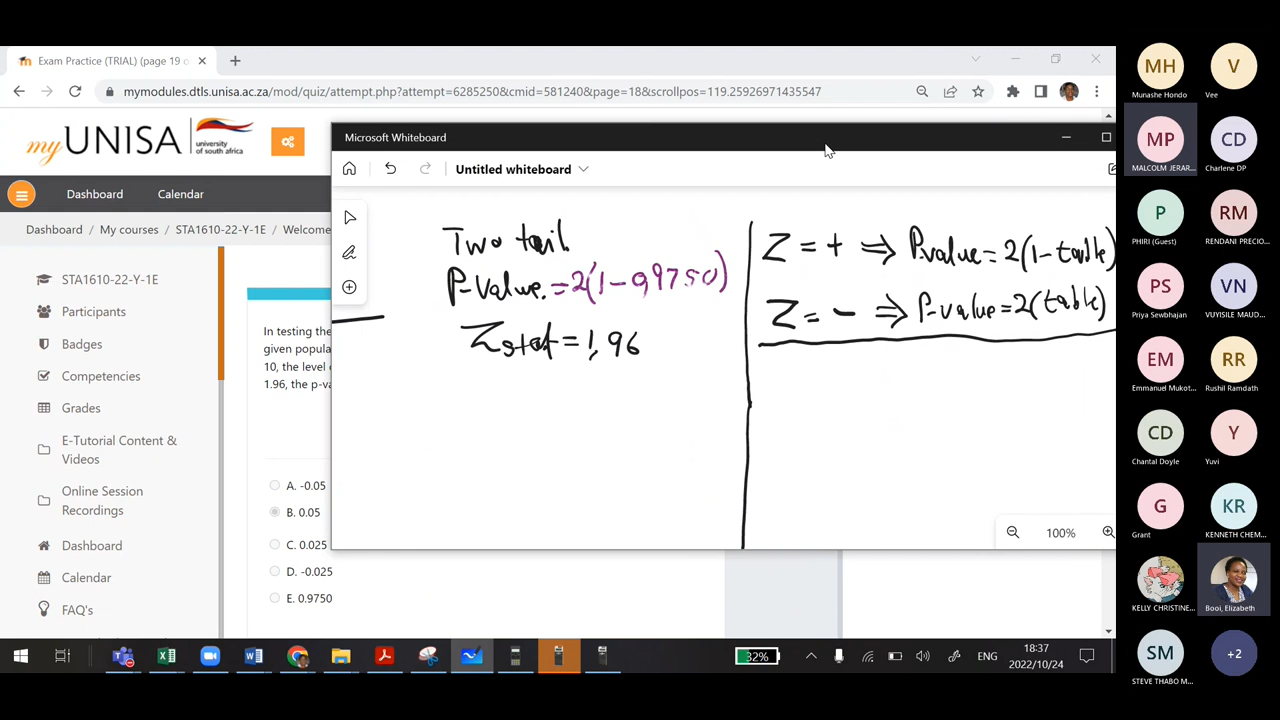 Exam Practice (TRIAL) (page 19 o
mymodules.dtls.unisa.ac.za/mod/quiz/attempt.php?attempt=6285250&cmid=581240&page=18&scrollpos=119.25926971435547
myUNISA
university
of south africa
Dashboard
Calendar
Dashboard / My courses / STA1610-22-Y-1E / Welcome
STA1610-22-Y-1E
Participants
Badges
Competencies
Grades
E-Tutorial Content &
Videos
Online Session
Recordings
Dashboard
Calendar
FAQ's
In testing the
given popula
10, the level
1.96, the p-va
A. -0.05
B. 0.05
C. 0.025
D. -0.025
E. 0.9750
Microsoft Whiteboard
Untitled whiteboard
Two tail
P-value. = 2(1 - 0,9750)
Zstat = 1,96
Z = + ⇒ P-value = 2(1 - table)
Z = - ⇒ P-value = 2(table)
100%
MH
Munashe Hondo
V
Vee
MP
MALCOLM JERAR...
CD
Charlene DP
P
PHIRI (Guest)
RM
RENDANI PRECIO...
PS
Priya Sewbhajan
VN
VUYISILE MAUD...
EM
Emmanuel Mukot...
RR
Rushil Ramdath
CD
Chantal Doyle
Y
Yuvi
G
Grant
KR
KENNETH CHEM...
KELLY CHRISTINE...
Booi, Elizabeth
SM
STEVE THABO M...
+2
32%
ENG
18:37
2022/10/24